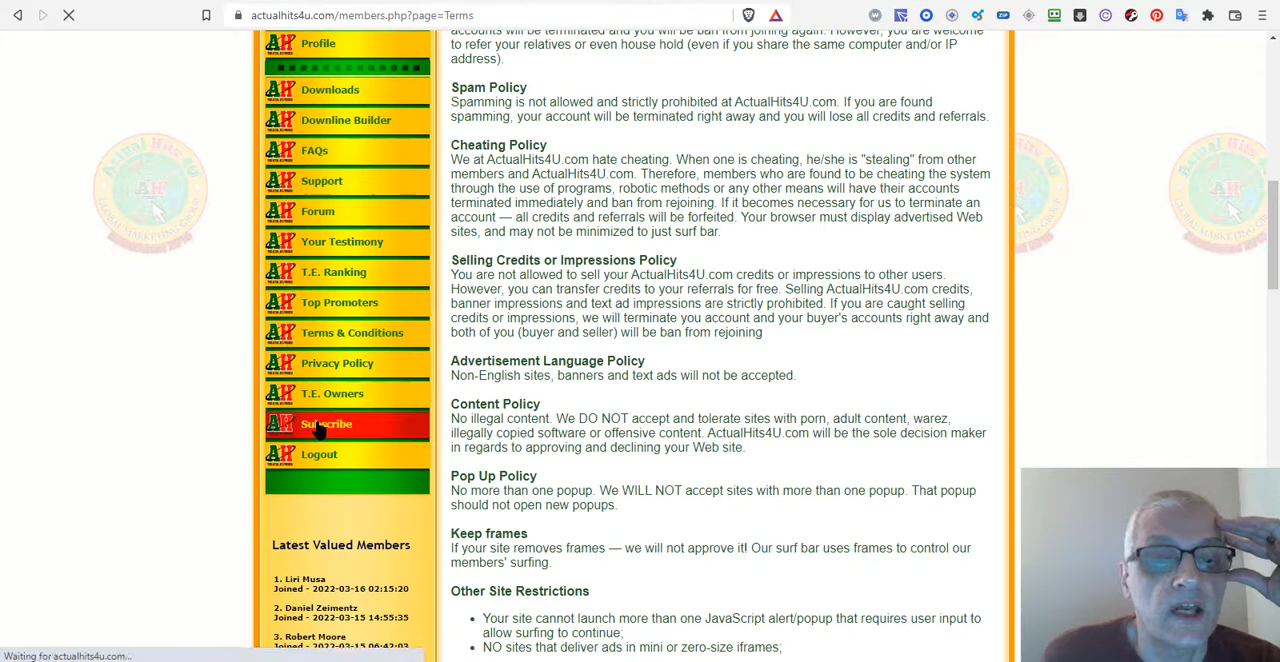 actualhits4u.com/members.php?page=Terms
Profile
Downloads
Downline Builder
FAQs
Support
Forum
Your Testimony
T.E. Ranking
Top Promoters
Terms & Conditions
Privacy Policy
T.E. Owners
Subscribe
Logout
Latest Valued Members
1. Liri Musa
Joined - 2022-03-16 02:15:20
2. Daniel Zeimentz
Joined - 2022-03-15 14:55:35
3. Robert Moore
Joined - 2022-03-15 06:42:03
accounts will be terminated and you will be ban from joining again. However, you are welcome
to refer your relatives or even house hold (even if you share the same computer and/or IP
address).
Spam Policy
Spamming is not allowed and strictly prohibited at ActualHits4U.com. If you are found
spamming, your account will be terminated right away and you will lose all credits and referrals.
Cheating Policy
We at ActualHits4U.com hate cheating. When one is cheating, he/she is "stealing" from other
members and ActualHits4U.com. Therefore, members who are found to be cheating the system
through the use of programs, robotic methods or any other means will have their accounts
terminated immediately and ban from rejoining. If it becomes necessary for us to terminate an
account — all credits and referrals will be forfeited. Your browser must display advertised Web
sites, and may not be minimized to just surf bar.
Selling Credits or Impressions Policy
You are not allowed to sell your ActualHits4U.com credits or impressions to other users.
However, you can transfer credits to your referrals for free. Selling ActualHits4U.com credits,
banner impressions and text ad impressions are strictly prohibited. If you are caught selling
credits or impressions, we will terminate you account and your buyer's accounts right away and
both of you (buyer and seller) will be ban from rejoining
Advertisement Language Policy
Non-English sites, banners and text ads will not be accepted.
Content Policy
No illegal content. We DO NOT accept and tolerate sites with porn, adult content, warez,
illegally copied software or offensive content. ActualHits4U.com will be the sole decision maker
in regards to approving and declining your Web site.
Pop Up Policy
No more than one popup. We WILL NOT accept sites with more than one popup. That popup
should not open new popups.
Keep frames
If your site removes frames — we will not approve it! Our surf bar uses frames to control our
members' surfing.
Other Site Restrictions
Your site cannot launch more than one JavaScript alert/popup that requires user input to
allow surfing to continue;
NO sites that deliver ads in mini or zero-size iframes;
Waiting for actualhits4u.com...